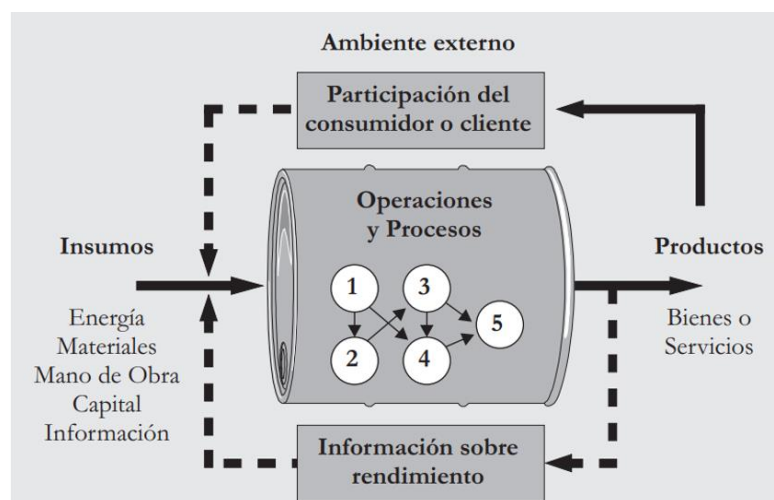 Ambiente externo
Participación del
consumidor o cliente
Operaciones
y Procesos
Insumos
Productos
1
3
5
2
4
Energía
Materiales
Mano de Obra
Capital
Información
Bienes o
Servicios
Información sobre
rendimiento